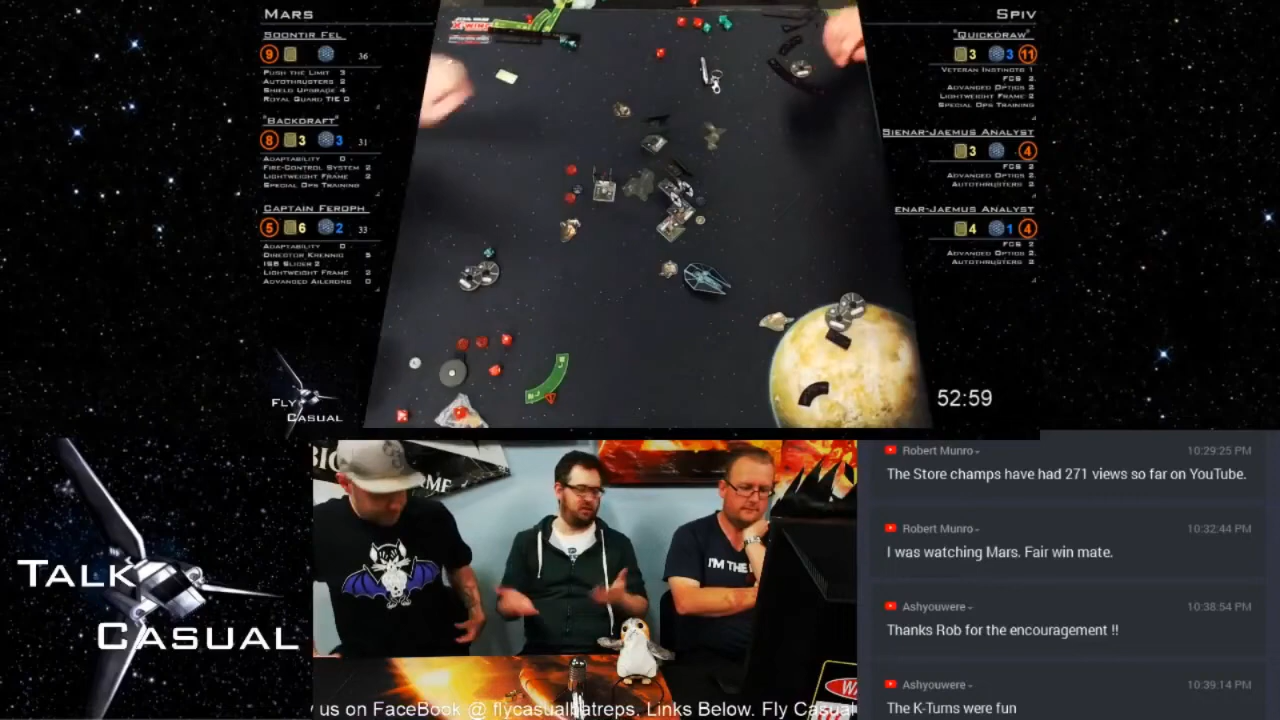 Mars
Soontir Fel
9
36
Push the Limit 3
Autothrusters 2
Shield Upgrade 4
Royal Guard TIE 0
"Backdraft"
8 3 3 31
Adaptability 0
Fire-Control System 2
Lightweight Frame 2
Special Ops Training
Captain Feroph
5 6 2 33
Adaptability 0
Director Krennic 5
ISB Slicer 2
Lightweight Frame 2
Advanced Ailerons 0
Fly
Casual
X-WING
Spiv
"Quickdraw"
3 3 11
Veteran Instincts 1
FCS 2
Advanced Optics 2
Lightweight Frame 2
Special Ops Training
Sienar-Jaemus Analyst
3 4
FCS 2
Advanced Optics 2
Autothrusters 2
enar-Jaemus Analyst
4 1 4
FCS 2
Advanced Optics 2
Autothrusters 2
52:59
Talk
Casual
I'M THE
us on FaceBook @ flycasualbatreps. Links Below. Fly Casual
Robert Munro
10:29:25 PM
The Store champs have had 271 views so far on YouTube.
Robert Munro
10:32:44 PM
I was watching Mars. Fair win mate.
Ashyouwere
10:38:54 PM
Thanks Rob for the encouragement !!
Ashyouwere
10:39:14 PM
The K-Turns were fun